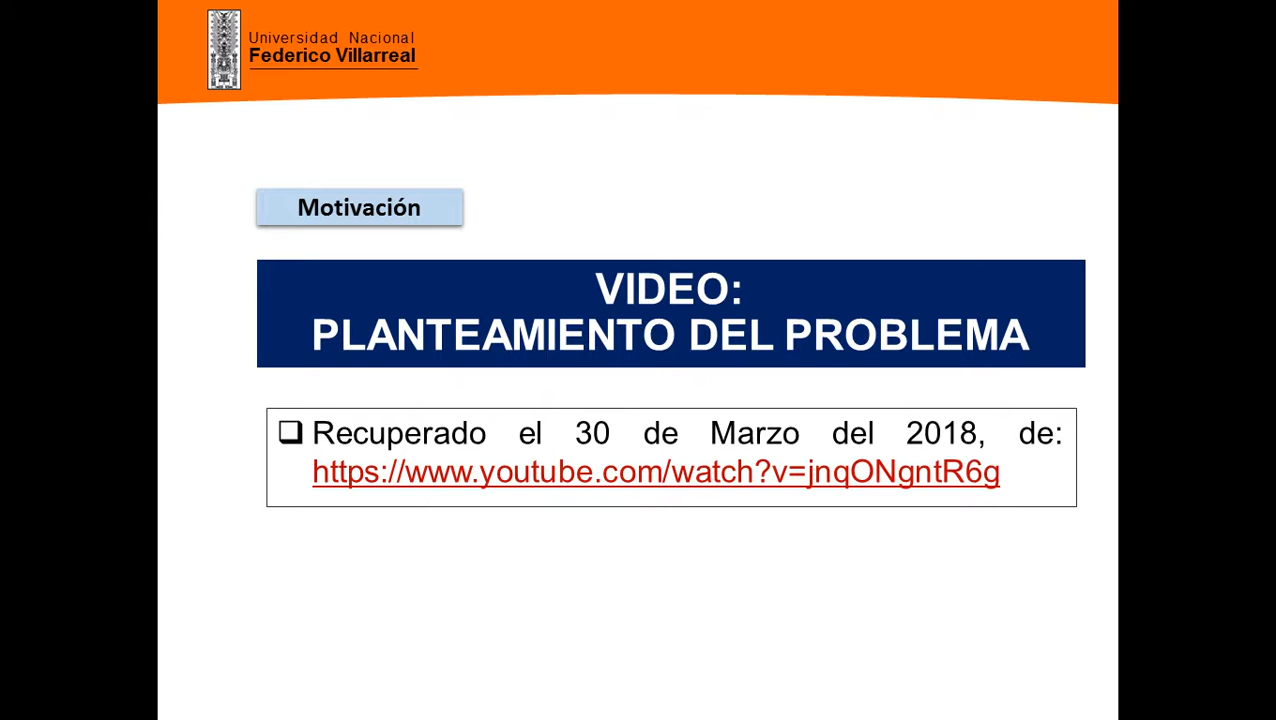 Universidad Nacional
Federico Villarreal
Motivación
VIDEO:
PLANTEAMIENTO DEL PROBLEMA
Recuperado el 30 de Marzo del 2018, de:
https://www.youtube.com/watch?v=jnqONgntR6g